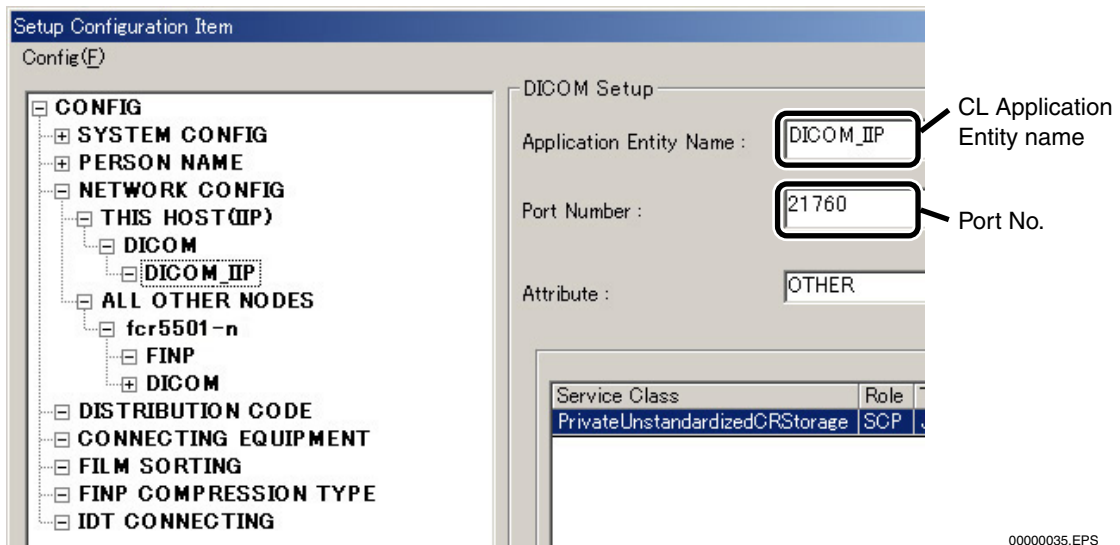 Setup Configuration Item
Config(F)
CONFIG
SYSTEM CONFIG
PERSON NAME
NETWORK CONFIG
THIS HOST(IIP)
DICOM
DICOM_IIP
ALL OTHER NODES
fcr5501-n
FINP
DICOM
DISTRIBUTION CODE
CONNECTING EQUIPMENT
FILM SORTING
FINP COMPRESSION TYPE
IDT CONNECTING
DICOM Setup
Application Entity Name : DICOM_IIP
Port Number : 21760
Attribute : OTHER
Service Class Role
PrivateUnstandardizedCRStorage SCP
CL Application
Entity name
Port No.
00000035.EPS